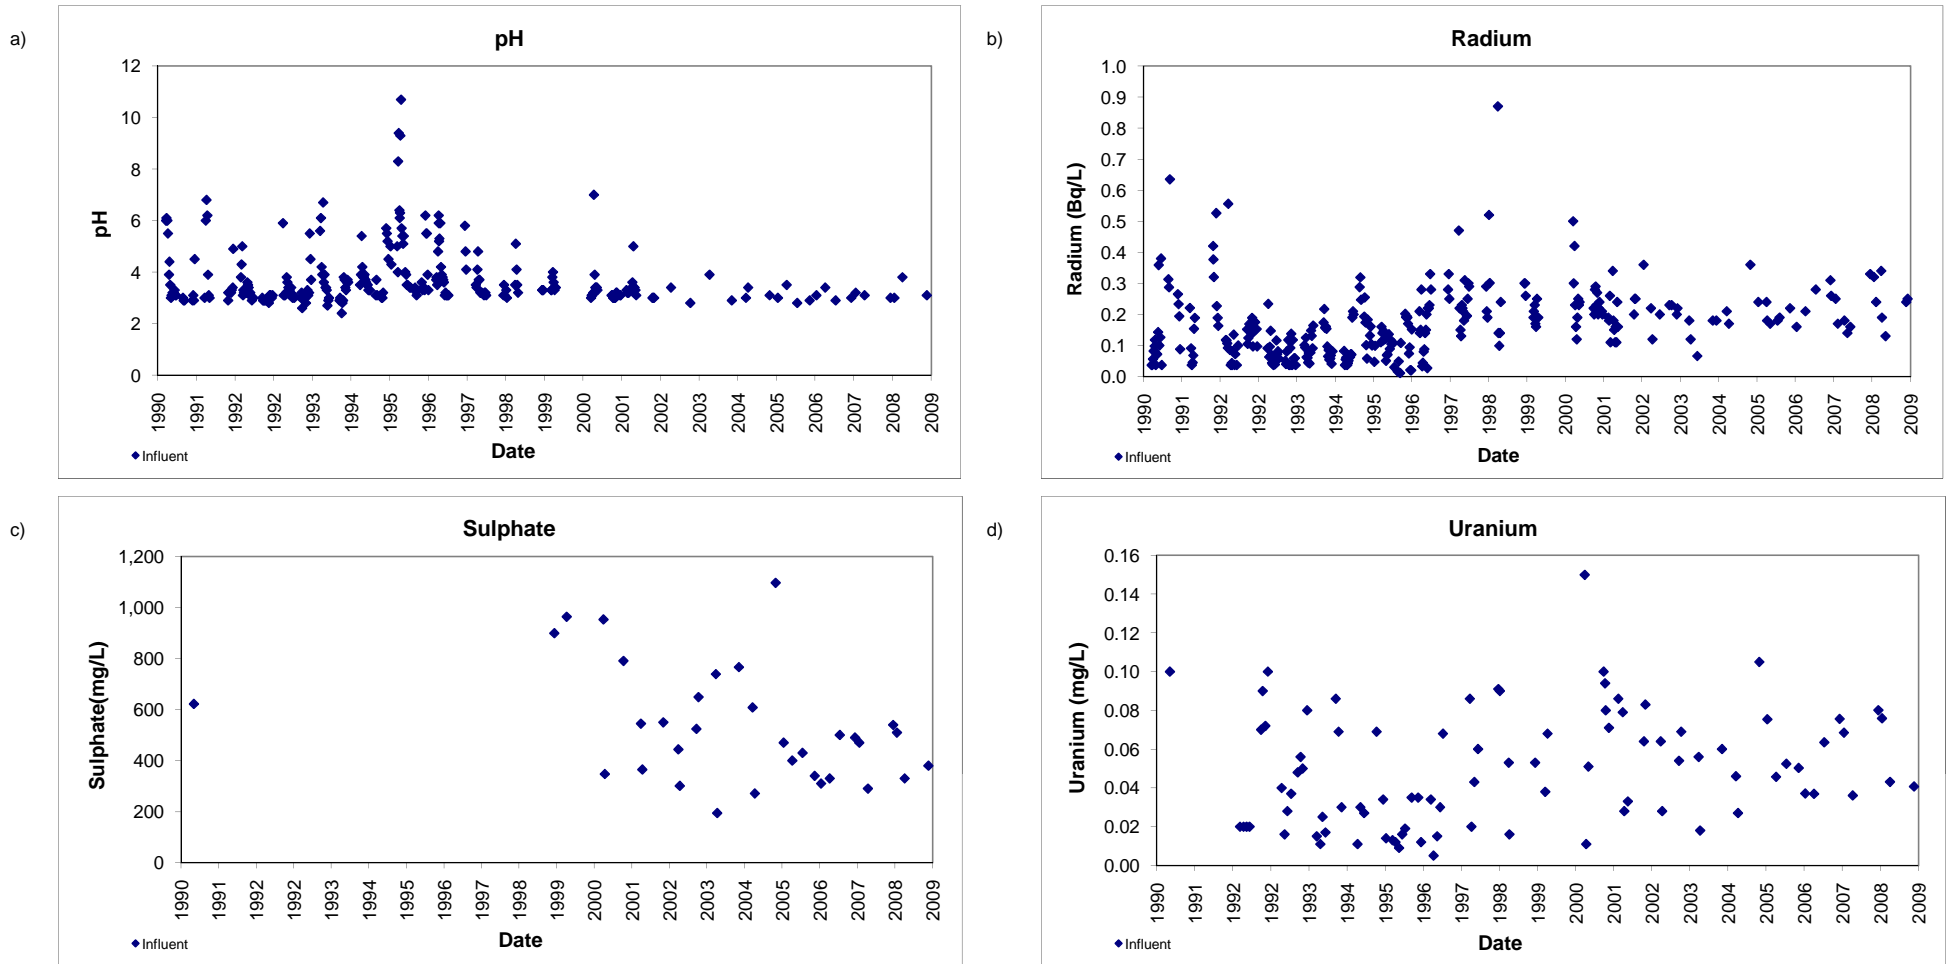 a)
pH
12
10
8
6
4
2
0
pH
1990 1991 1992 1992 1993 1994 1995 1996 1997 1998 1999 2000 2001 2002 2003 2004 2005 2006 2007 2008 2009
Date
Influent
b)
Radium
1.0
0.9
0.8
0.7
0.6
0.5
0.4
0.3
0.2
0.1
0.0
Radium (Bq/L)
1990 1991 1992 1992 1993 1994 1995 1996 1997 1998 1999 2000 2001 2002 2003 2004 2005 2006 2007 2008 2009
Date
Influent
c)
Sulphate
1,200
1,000
800
600
400
200
0
Sulphate(mg/L)
1990 1991 1992 1992 1993 1994 1995 1996 1997 1998 1999 2000 2001 2002 2003 2004 2005 2006 2007 2008 2009
Date
Influent
d)
Uranium
0.16
0.14
0.12
0.10
0.08
0.06
0.04
0.02
0.00
Uranium (mg/L)
1990 1991 1992 1992 1993 1994 1995 1996 1997 1998 1999 2000 2001 2002 2003 2004 2005 2006 2007 2008 2009
Date
Influent